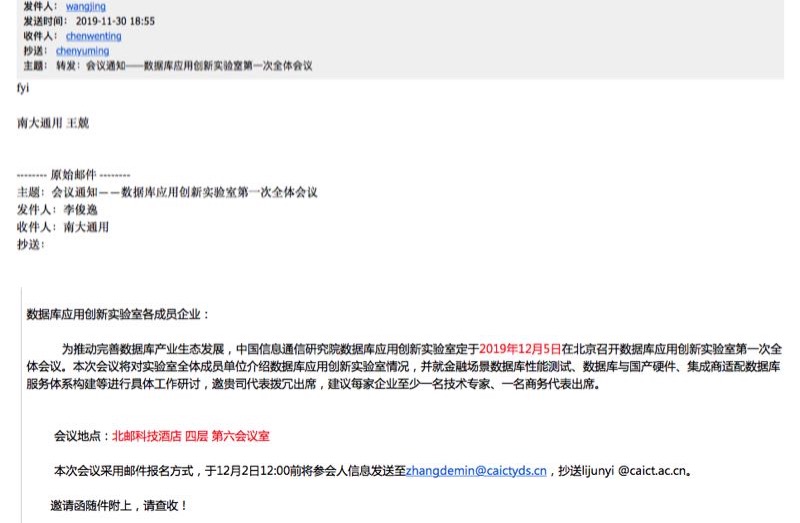 发件人： wangjing
发送时间： 2019-11-30 18:55
收件人： chenwenting
抄送： chenyuming
主题： 转发：会议通知——数据库应用创新实验室第一次全体会议
fyi
南大通用 王兢
-------- 原始邮件 --------
主题：会议通知——数据库应用创新实验室第一次全体会议
发件人：李俊逸
收件人：南大通用
抄送：
数据库应用创新实验室各成员企业：
为推动完善数据库产业生态发展，中国信息通信研究院数据库应用创新实验室定于2019年12月5日在北京召开数据库应用创新实验室第一次全
体会议。本次会议将对实验室全体成员单位介绍数据库应用创新实验室情况，并就金融场景数据库性能测试、数据库与国产硬件、集成商适配数据库
服务体系构建等进行具体工作研讨，邀贵司代表拨冗出席，建议每家企业至少一名技术专家、一名商务代表出席。
会议地点：北邮科技酒店 四层 第六会议室
本次会议采用邮件报名方式，于12月2日12:00前将参会人信息发送至zhangdemin@caictyds.cn，抄送lijunyi @caict.ac.cn。
邀请函随件附上，请查收！